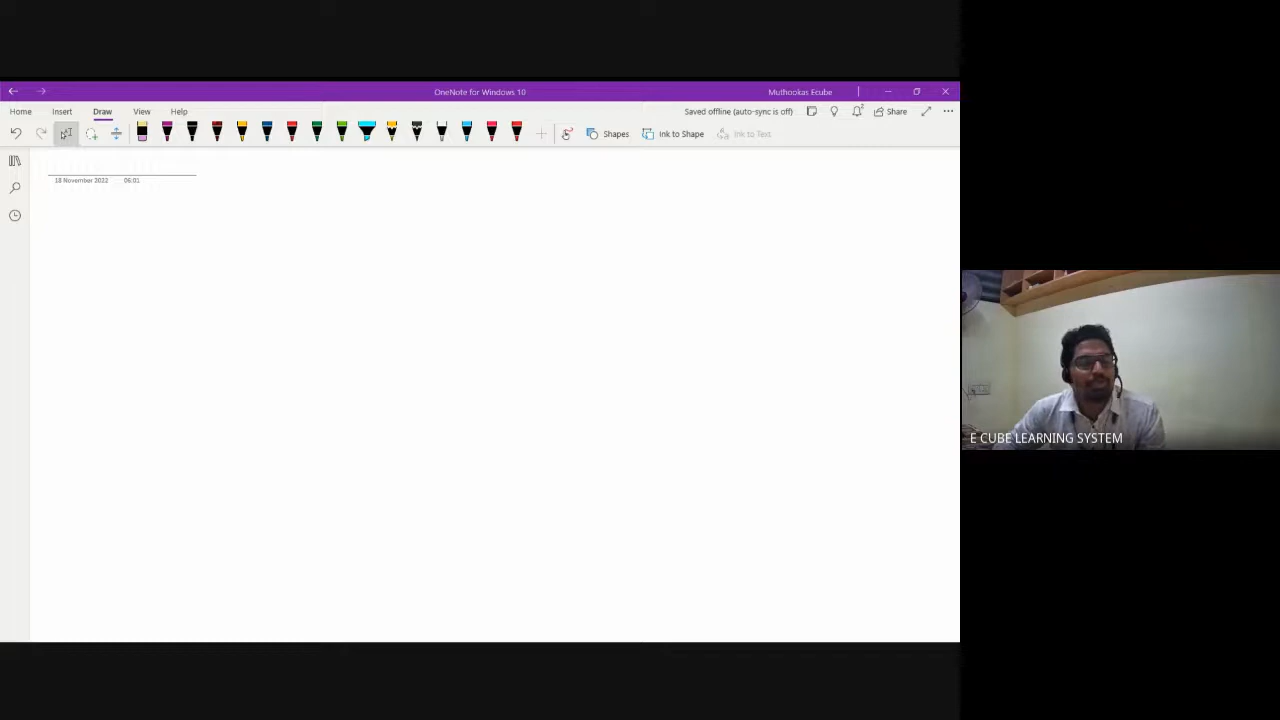 OneNote for Windows 10
Muthookas Ecube
Home Insert Draw View Help
Saved offline (auto-sync is off)
Share
Shapes
Ink to Shape
Ink to Text
18 November 2022 06:01
E CUBE LEARNING SYSTEM